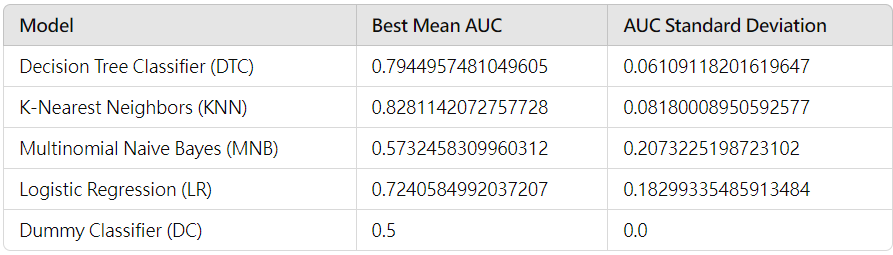 Model Best Mean AUC AUC Standard Deviation
Decision Tree Classifier (DTC) 0.7944957481049605 0.06109118201619647
K-Nearest Neighbors (KNN) 0.8281142072757728 0.08180008950592577
Multinomial Naive Bayes (MNB) 0.5732458309960312 0.2073225198723102
Logistic Regression (LR) 0.7240584992037207 0.18299335485913484
Dummy Classifier (DC) 0.5 0.0